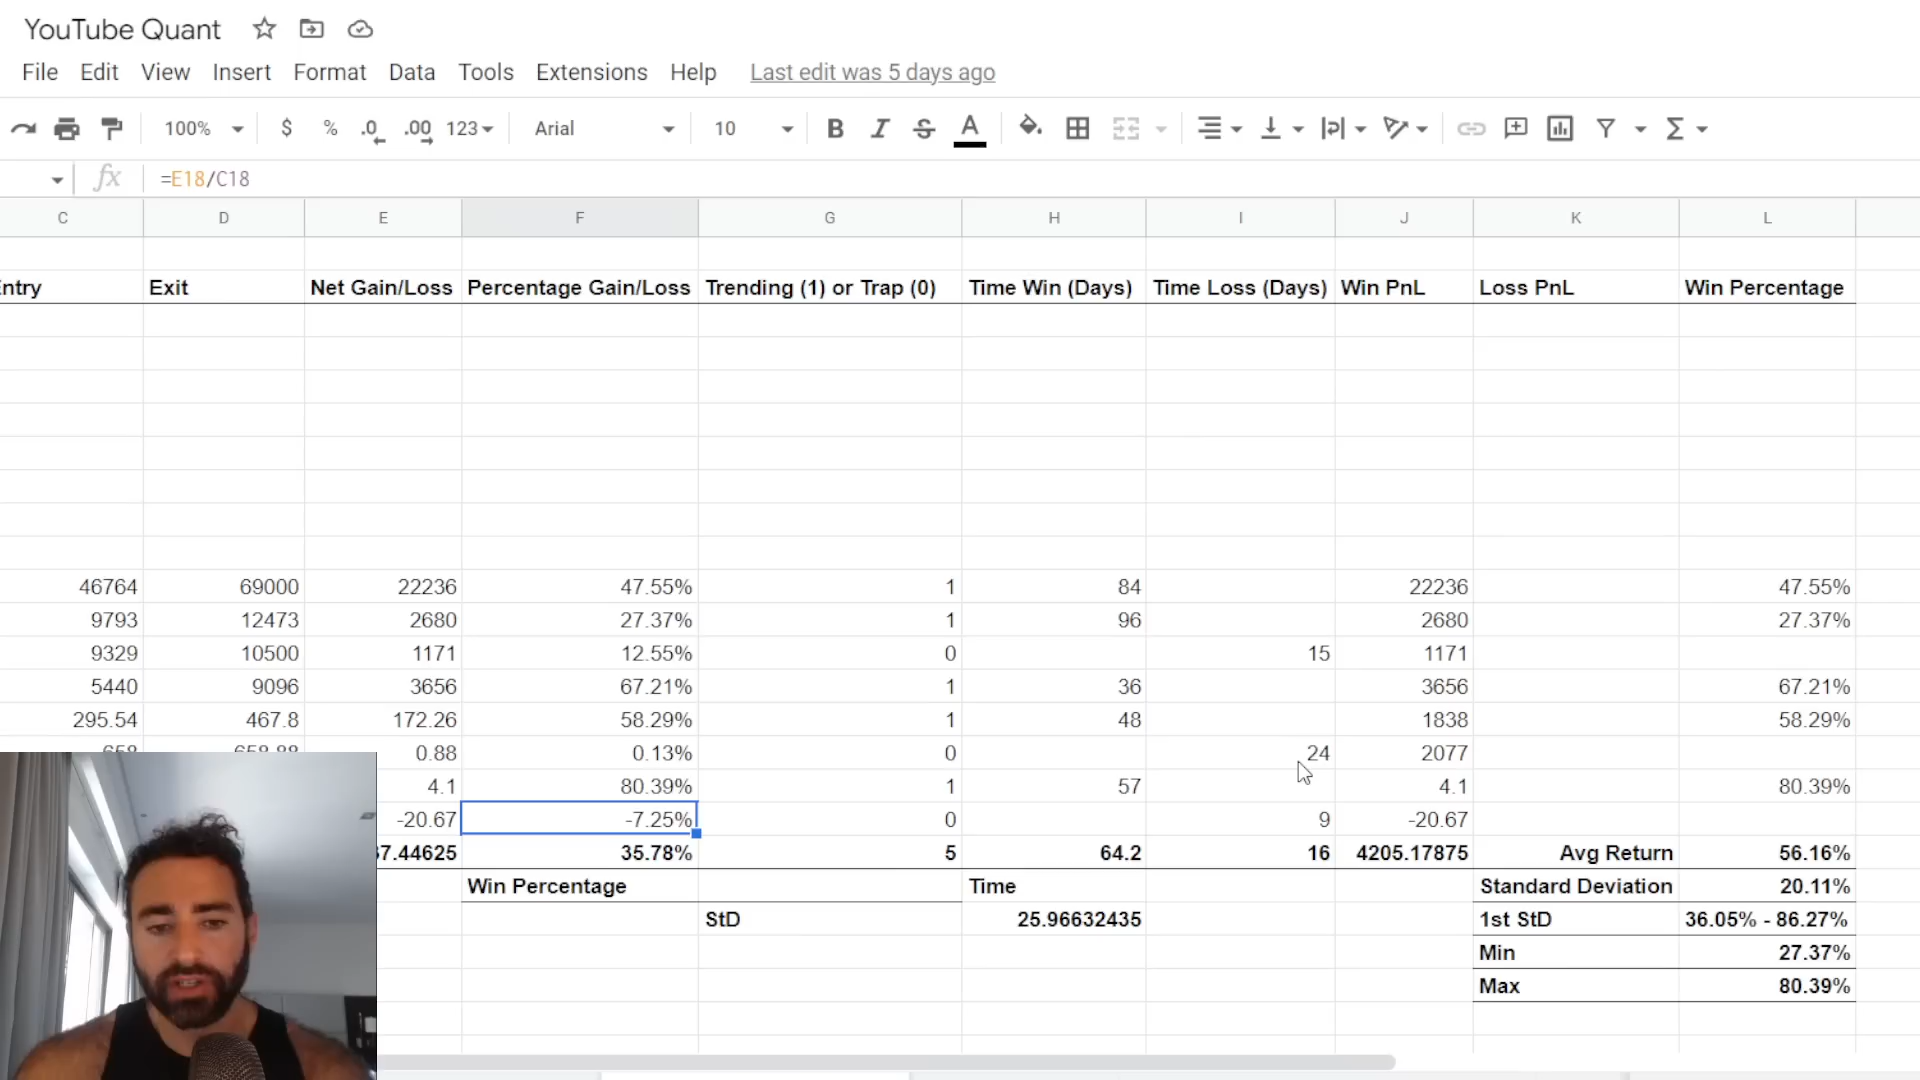 YouTube Quant
File Edit View Insert Format Data Tools Extensions Help Last edit was 5 days ago
100% $ % .0 .00 123 Arial 10 B I S A Σ
fx =E18/C18
C D E F G H I J K L
Entry Exit Net Gain/Loss Percentage Gain/Loss Trending (1) or Trap (0) Time Win (Days) Time Loss (Days) Win PnL Loss PnL Win Percentage
46764 69000 22236 47.55% 1 84 22236 47.55%
9793 12473 2680 27.37% 1 96 2680 27.37%
9329 10500 1171 12.55% 0 15 1171
5440 9096 3656 67.21% 1 36 3656 67.21%
295.54 467.8 172.26 58.29% 1 48 1838 58.29%
658 658.88 0.88 0.13% 0 24 2077
4.1 80.39% 1 57 4.1 80.39%
-20.67 -7.25% 0 9 -20.67
7.44625 35.78% 5 64.2 16 4205.17875 Avg Return 56.16%
Win Percentage Time Standard Deviation 20.11%
StD 25.96632435 1st StD 36.05% - 86.27%
Min 27.37%
Max 80.39%